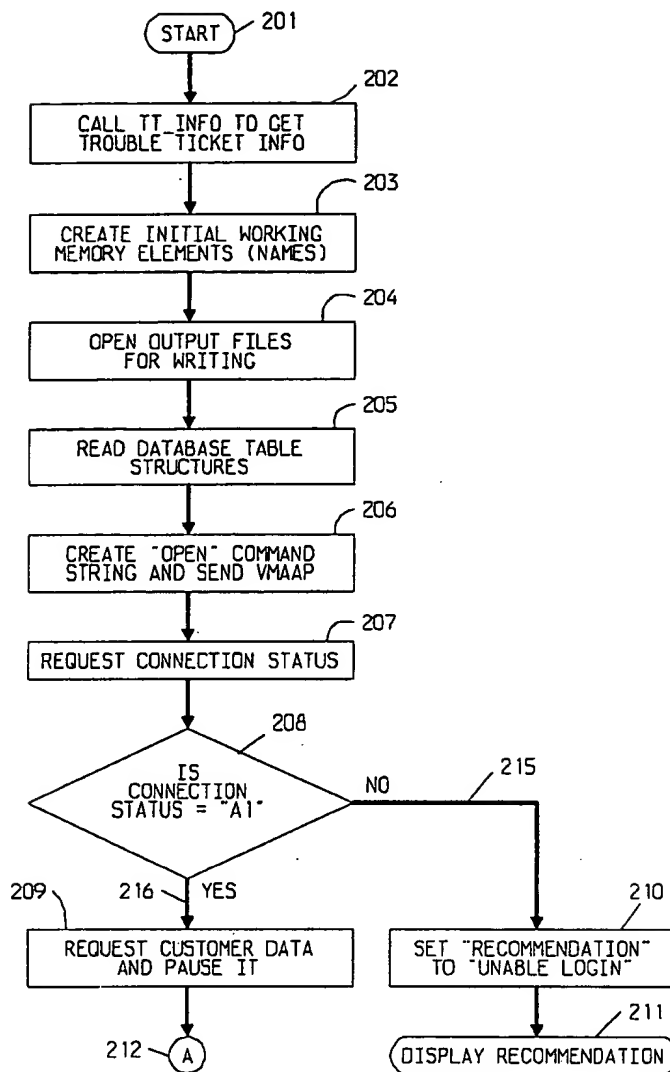 START
201
202
CALL TT_INFO TO GET
TROUBLE TICKET INFO
203
CREATE INITIAL WORKING
MEMORY ELEMENTS (NAMES)
204
OPEN OUTPUT FILES
FOR WRITING
205
READ DATABASE TABLE
STRUCTURES
206
CREATE "OPEN" COMMAND
STRING AND SEND VMAAP
207
REQUEST CONNECTION STATUS
208
IS
CONNECTION
STATUS = "A1"
NO
215
209
216
YES
REQUEST CUSTOMER DATA
AND PAUSE IT
210
SET "RECOMMENDATION"
TO "UNABLE LOGIN"
211
212
A
DISPLAY RECOMMENDATION